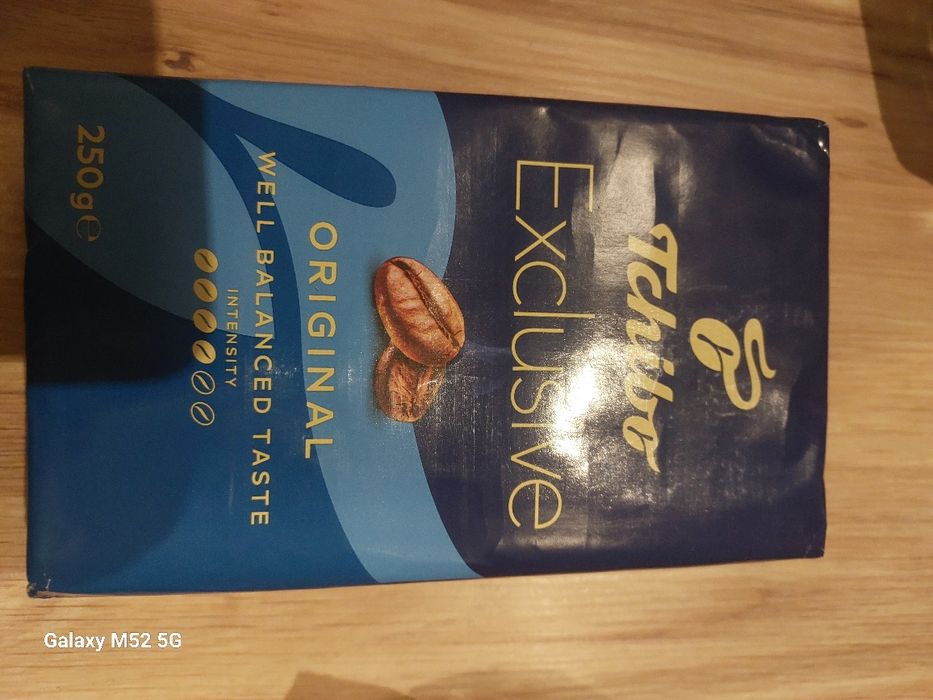 Tchibo
Exclusive
ORIGINAL
WELL BALANCED TASTE
INTENSITY
250g℮
Galaxy M52 5G